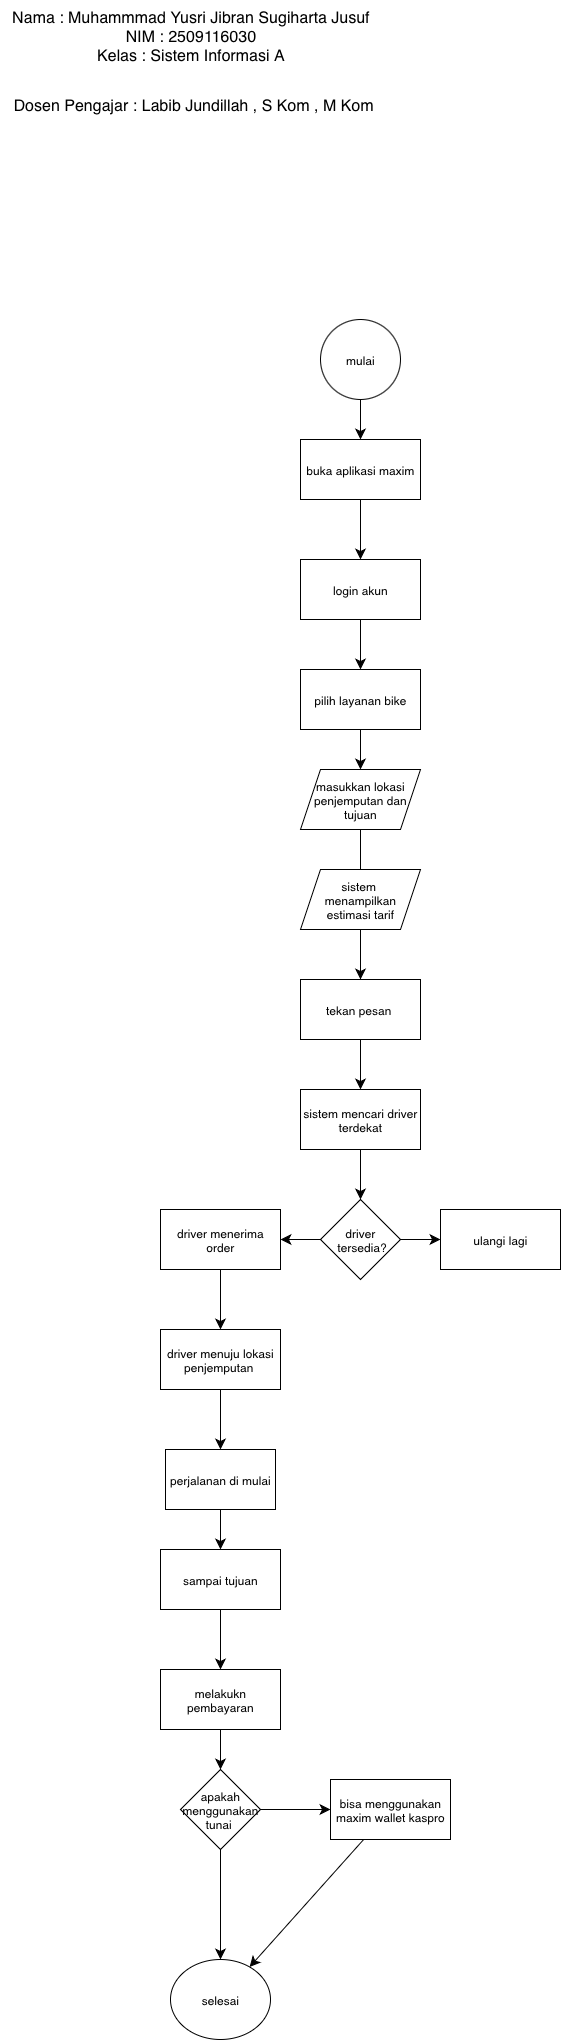 Nama : Muhammmad Yusri Jibran Sugiharta Jusuf
NIM : 2509116030
Kelas : Sistem Informasi A
Dosen Pengajar : Labib Jundillah , S Kom , M Kom
mulai
buka aplikasi maxim
login akun
pilih layanan bike
masukkan lokasi
penjemputan dan
tujuan
sistem
menampilkan
estimasi tarif
tekan pesan
sistem mencari driver
terdekat
driver menerima
order
driver
tersedia?
ulangi lagi
driver menuju lokasi
penjemputan
perjalanan di mulai
sampai tujuan
melakukn
pembayaran
apakah
menggunakan
tunai
bisa menggunakan
maxim wallet kaspro
selesai